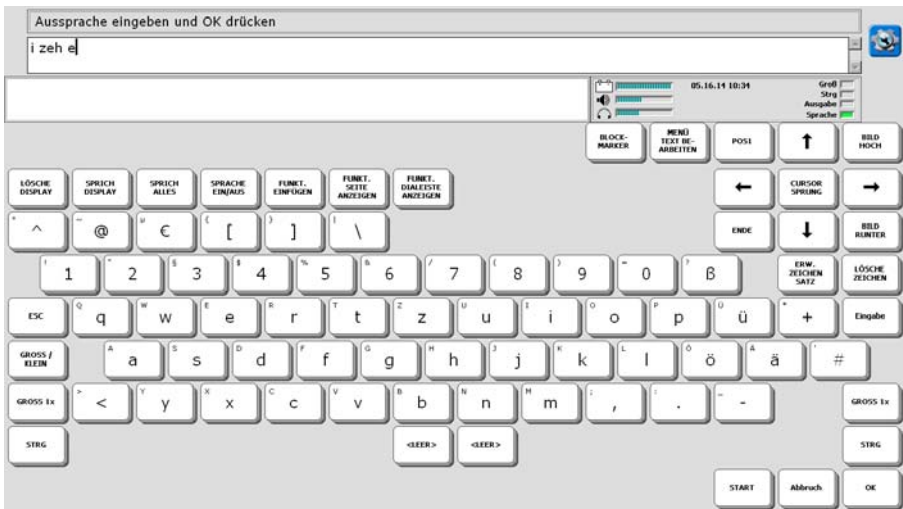 Aussprache eingeben und OK drücken
i zeh e
05.16.14 10:34
Groß
Strg
Ausgabe
Sprache
BLOCK-
MARKER
MENÜ
TEXT BE-
ARBEITEN
POS1
↑
BILD
HOCH
LÖSCHE
DISPLAY
SPRICH
DISPLAY
SPRICH
ALLES
SPRACHE
EIN/AUS
FUNKT.
EINFÜGEN
FUNKT.
SEITE
ANZEIGEN
FUNKT.
DIALEISTE
ANZEIGEN
←
CURSOR
SPRUNG
→
° ^
~ @
µ €
{ [
} ]
| \
ENDE
↓
BILD
RUNTER
! 1
" 2
§ 3
$ 4
% 5
& 6
/ 7
( 8
) 9
= 0
? ß
ERW.
ZEICHEN
SATZ
LÖSCHE
ZEICHEN
ESC
Q q
W w
E e
R r
T t
Z z
U u
I i
O o
P p
Ü ü
* +
Eingabe
GROSS /
KLEIN
A a
S s
D d
F f
G g
H h
J j
K k
L l
Ö ö
Ä ä
' #
GROSS 1x
> <
Y y
X x
C c
V v
B b
N n
M m
; ,
: .
_ -
GROSS 1x
STRG
<LEER>
<LEER>
STRG
START
Abbruch
OK